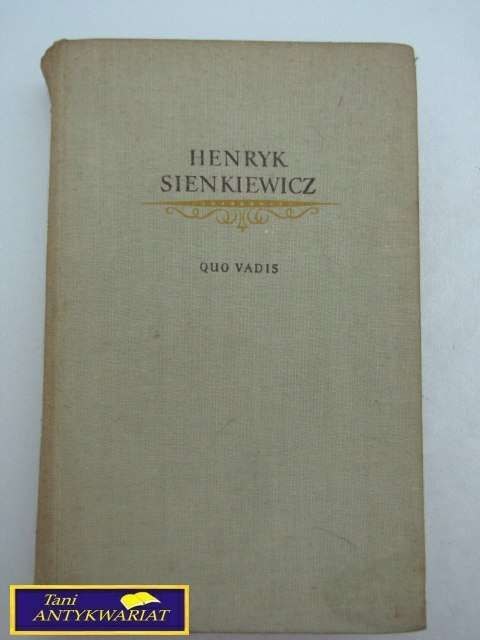 HENRYK
SIENKIEWICZ
QUO VADIS
Tani
ANTYKWARIAT